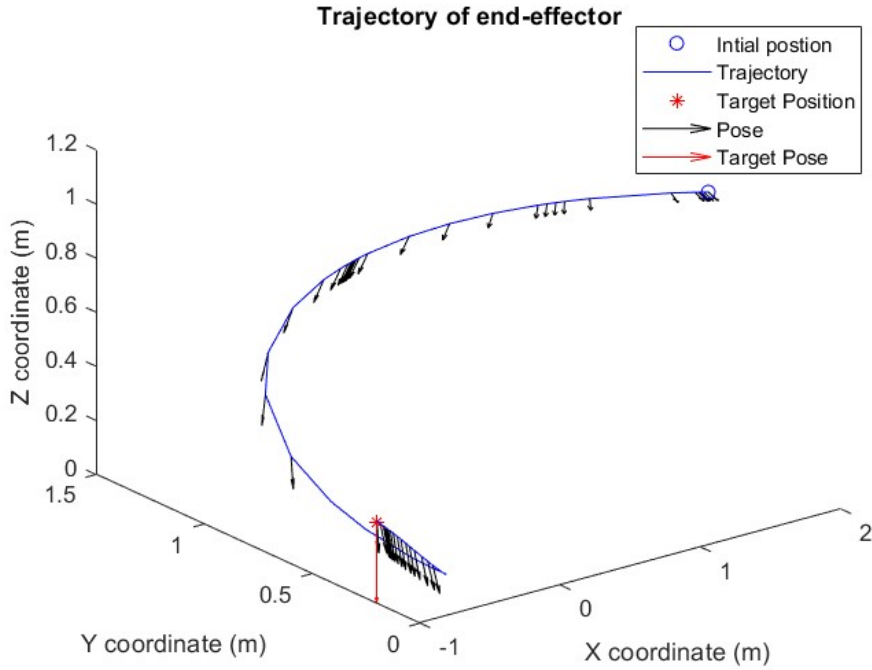 Trajectory of end-effector
Intial postion
Trajectory
Target Position
Pose
Target Pose
1.2
1
0.8
0.6
0.4
0.2
0
Z coordinate (m)
1.5
1
0.5
0
Y coordinate (m)
-1
0
1
2
X coordinate (m)